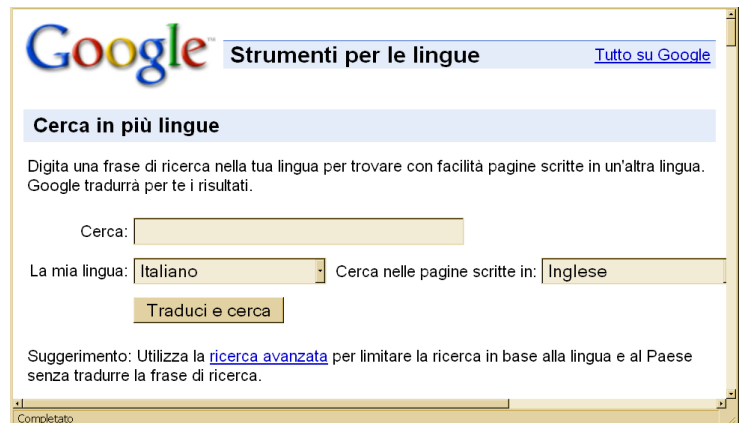 Google™ Strumenti per le lingue Tutto su Google
Cerca in più lingue
Digita una frase di ricerca nella tua lingua per trovare con facilità pagine scritte in un'altra lingua.
Google tradurrà per te i risultati.
Cerca:
La mia lingua: Italiano Cerca nelle pagine scritte in: Inglese
Traduci e cerca
Suggerimento: Utilizza la ricerca avanzata per limitare la ricerca in base alla lingua e al Paese
senza tradurre la frase di ricerca.
Completato